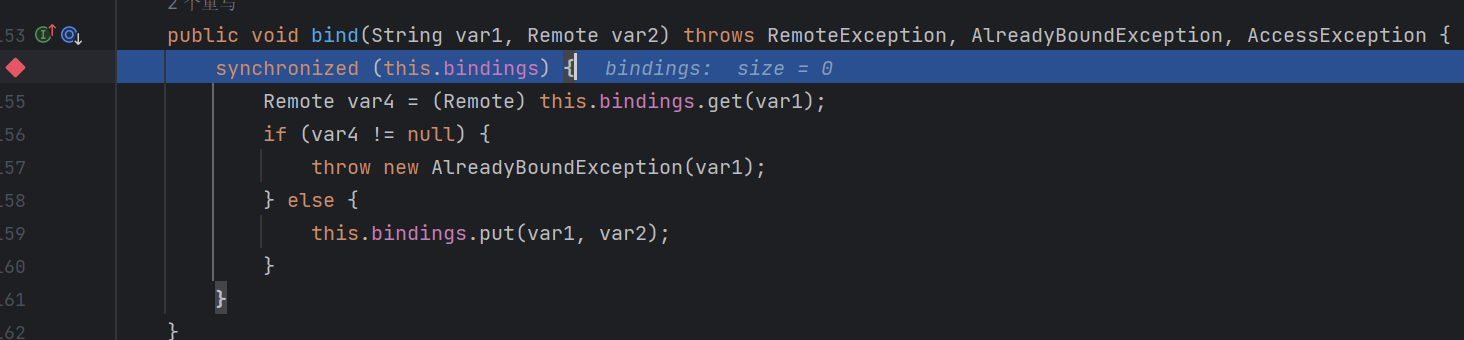 2 个重写
153 public void bind(String var1, Remote var2) throws RemoteException, AlreadyBoundException, AccessException {
synchronized (this.bindings) { bindings: size = 0
155 Remote var4 = (Remote) this.bindings.get(var1);
156 if (var4 != null) {
157 throw new AlreadyBoundException(var1);
158 } else {
159 this.bindings.put(var1, var2);
160 }
161 }
162 }